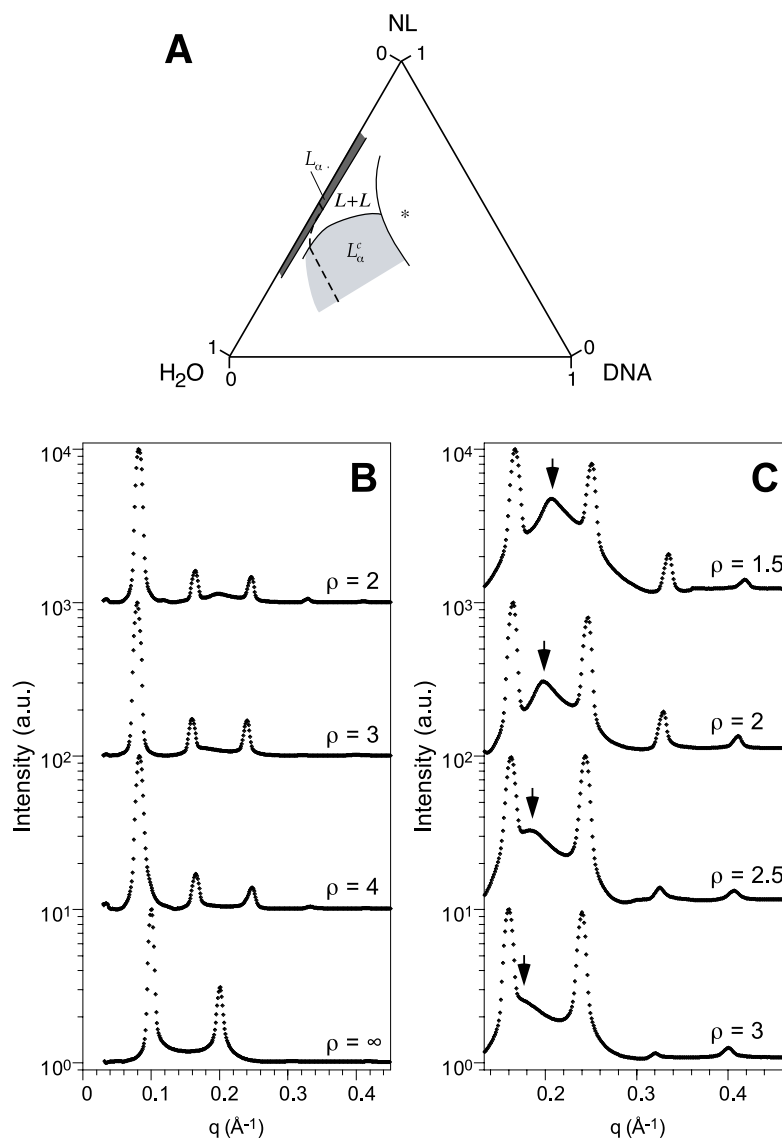 A
NL
0 1
Lα.
L+L
*
Lαc
1
H2O
0
0
DNA
1
B
10^4
10^3
10^2
10^1
10^0
Intensity (a.u.)
ρ = 2
ρ = 3
ρ = 4
ρ = ∞
0 0.1 0.2 0.3 0.4
q (Å-1)
C
10^4
10^3
10^2
10^1
10^0
Intensity (a.u.)
ρ = 1.5
ρ = 2
ρ = 2.5
ρ = 3
0.2 0.3 0.4
q (Å-1)